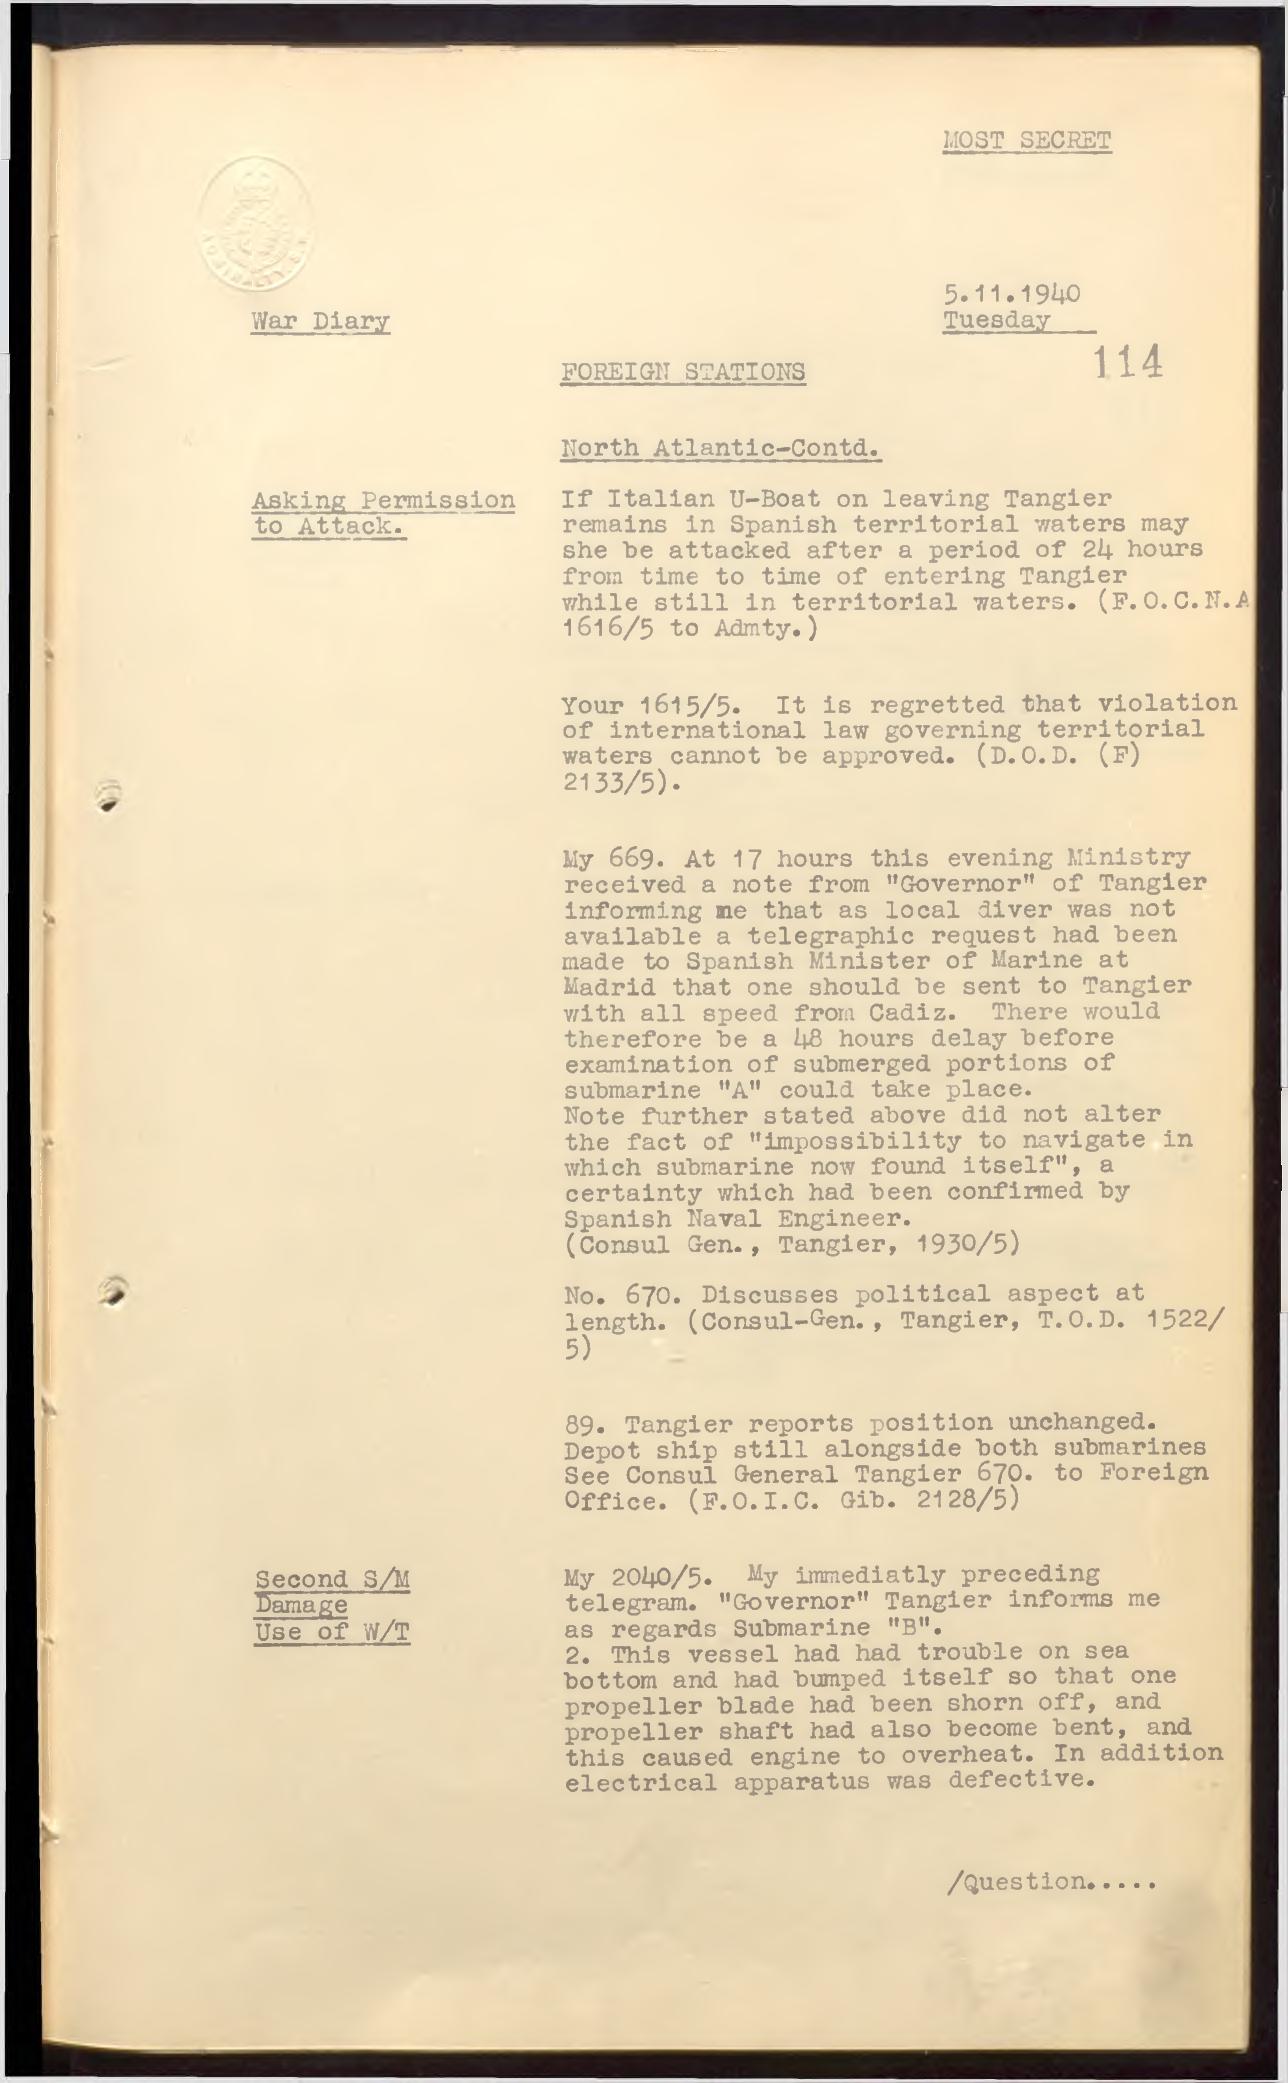 MOST SECRET
ADMIRALTY. S.W.
5.11.1940
War Diary
Tuesday
114
FOREIGN STATIONS
North Atlantic-Contd.
Asking Permission
to Attack.
If Italian U-Boat on leaving Tangier
remains in Spanish territorial waters may
she be attacked after a period of 24 hours
from time to time of entering Tangier
while still in territorial waters. (F.O.C.N.A
1616/5 to Admty.)
Your 1615/5. It is regretted that violation
of international law governing territorial
waters cannot be approved. (D.O.D. (F)
2133/5).
My 669. At 17 hours this evening Ministry
received a note from "Governor" of Tangier
informing me that as local diver was not
available a telegraphic request had been
made to Spanish Minister of Marine at
Madrid that one should be sent to Tangier
with all speed from Cadiz. There would
therefore be a 48 hours delay before
examination of submerged portions of
submarine "A" could take place.
Note further stated above did not alter
the fact of "impossibility to navigate in
which submarine now found itself", a
certainty which had been confirmed by
Spanish Naval Engineer.
(Consul Gen., Tangier, 1930/5)
No. 670. Discusses political aspect at
length. (Consul-Gen., Tangier, T.O.D. 1522/
5)
89. Tangier reports position unchanged.
Depot ship still alongside both submarines
See Consul General Tangier 670. to Foreign
Office. (F.O.I.C. Gib. 2128/5)
Second S/M
Damage
Use of W/T
My 2040/5. My immediatly preceding
telegram. "Governor" Tangier informs me
as regards Submarine "B".
2. This vessel had had trouble on sea
bottom and had bumped itself so that one
propeller blade had been shorn off, and
propeller shaft had also become bent, and
this caused engine to overheat. In addition
electrical apparatus was defective.
/Question.....